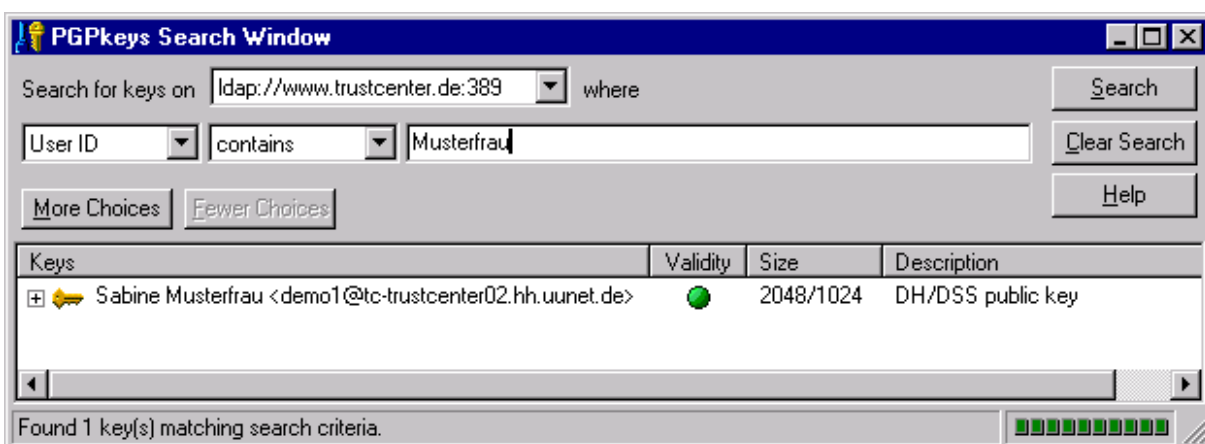 PGPkeys Search Window
Search for keys on ldap://www.trustcenter.de:389 where Search
User ID contains Musterfrau Clear Search
More Choices Fewer Choices Help
Keys Validity Size Description
Sabine Musterfrau <demo1@tc-trustcenter02.hh.uunet.de> 2048/1024 DH/DSS public key
Found 1 key(s) matching search criteria.